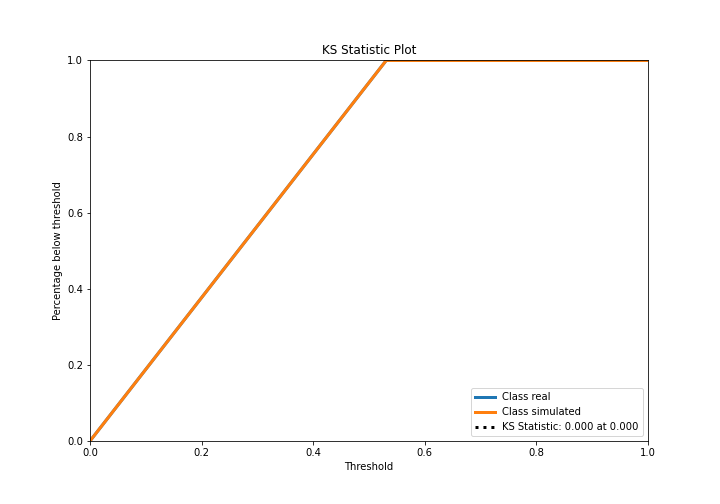 KS Statistic Plot
1.0
0.8
0.6
0.4
0.2
0.0
Percentage below threshold
Class real
Class simulated
KS Statistic: 0.000 at 0.000
0.0 0.2 0.4 0.6 0.8 1.0
Threshold